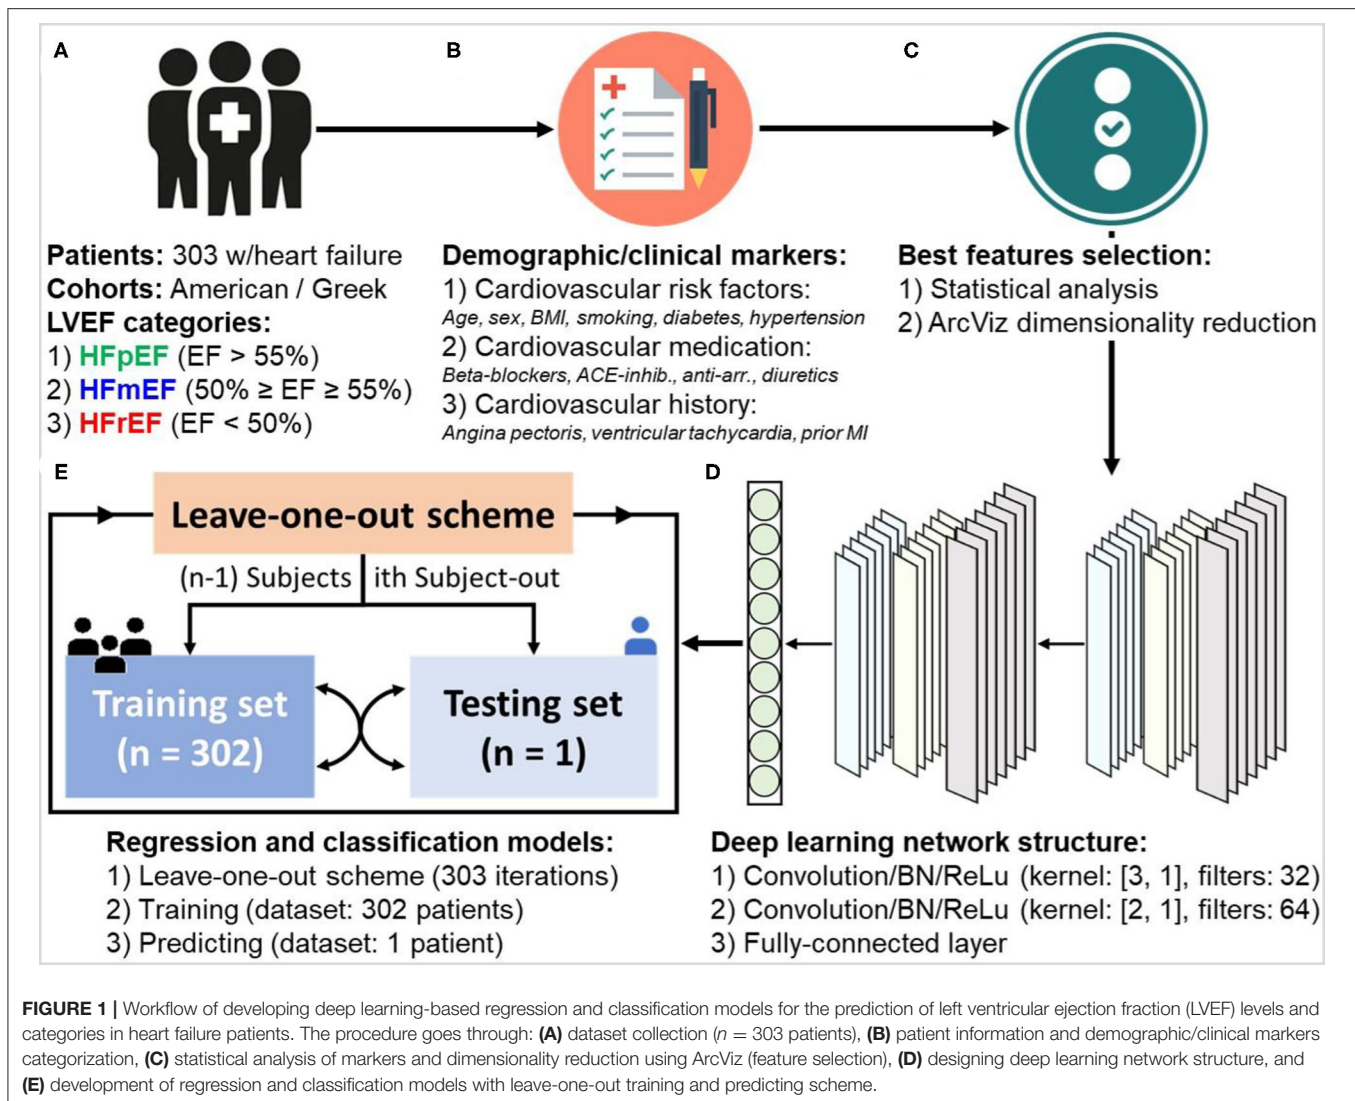 A
B
C
Patients: 303 w/heart failure
Cohorts: American / Greek
LVEF categories:
1) HFpEF (EF > 55%)
2) HFmEF (50% ≥ EF ≥ 55%)
3) HFrEF (EF < 50%)
Demographic/clinical markers:
1) Cardiovascular risk factors:
Age, sex, BMI, smoking, diabetes, hypertension
2) Cardiovascular medication:
Beta-blockers, ACE-inhib., anti-arr., diuretics
3) Cardiovascular history:
Angina pectoris, ventricular tachycardia, prior MI
Best features selection:
1) Statistical analysis
2) ArcViz dimensionality reduction
E
D
Leave-one-out scheme
(n-1) Subjects ith Subject-out
Training set
(n = 302)
Testing set
(n = 1)
Regression and classification models:
1) Leave-one-out scheme (303 iterations)
2) Training (dataset: 302 patients)
3) Predicting (dataset: 1 patient)
Deep learning network structure:
1) Convolution/BN/ReLu (kernel: [3, 1], filters: 32)
2) Convolution/BN/ReLu (kernel: [2, 1], filters: 64)
3) Fully-connected layer
FIGURE 1 | Workflow of developing deep learning-based regression and classification models for the prediction of left ventricular ejection fraction (LVEF) levels and
categories in heart failure patients. The procedure goes through: (A) dataset collection (n = 303 patients), (B) patient information and demographic/clinical markers
categorization, (C) statistical analysis of markers and dimensionality reduction using ArcViz (feature selection), (D) designing deep learning network structure, and
(E) development of regression and classification models with leave-one-out training and predicting scheme.